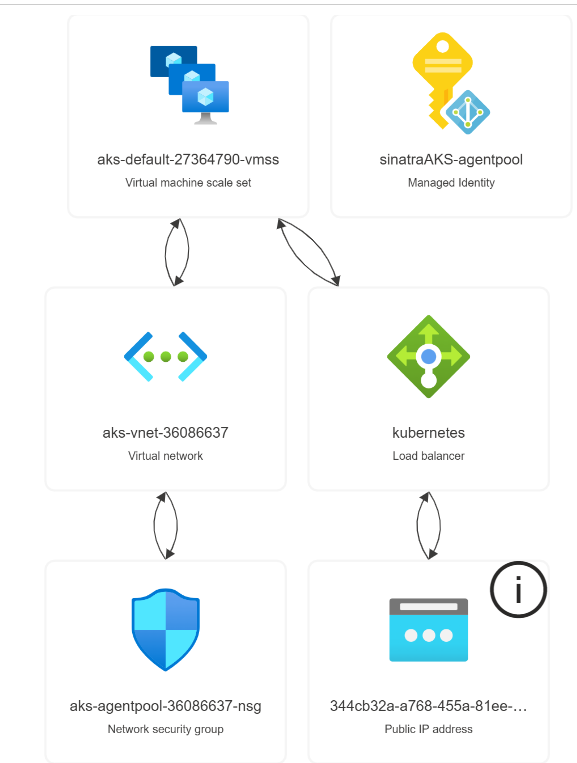 aks-default-27364790-vmss
Virtual machine scale set
sinatraAKS-agentpool
Managed Identity
aks-vnet-36086637
Virtual network
kubernetes
Load balancer
aks-agentpool-36086637-nsg
Network security group
i
344cb32a-a768-455a-81ee-...
Public IP address